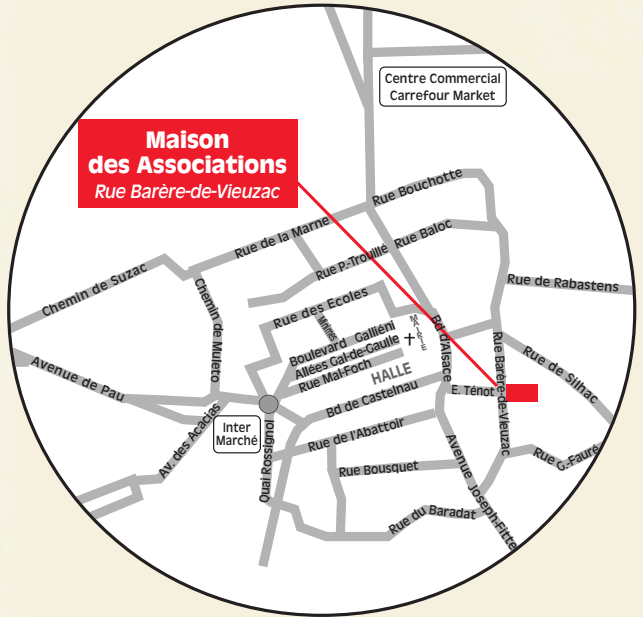 Centre Commercial
Carrefour Market
Maison
des Associations
Rue Barère-de-Vieuzac
Rue Bouchotte
Rue de la Marne
Rue Baloc
Rue P.-Trouillé
Chemin de Suzac
Rue de Rabastens
Chemin de Muleto
Rue des Ecoles
Minimes
MAIRIE
Boulevard Galliéni
Allées Gal-de-Gaulle
Rue Mal-Foch
HALLE
Bd d'Alsace
Rue Barère-de-Vieuzac
Rue de Silhac
Avenue de Pau
E. Ténot
Bd de Castelnau
Av. des Acacias
Inter
Marché
Rue de l'Abattoir
Quai Rossignol
Rue Bousquet
Rue G.-Fauré
Avenue Joseph-Fitte
Rue du Baradat